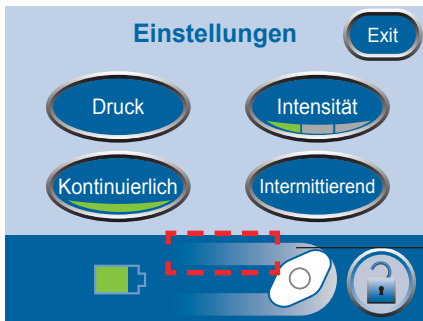 Einstellungen
Exit
Druck
Intensität
Kontinuierlich
Intermittierend